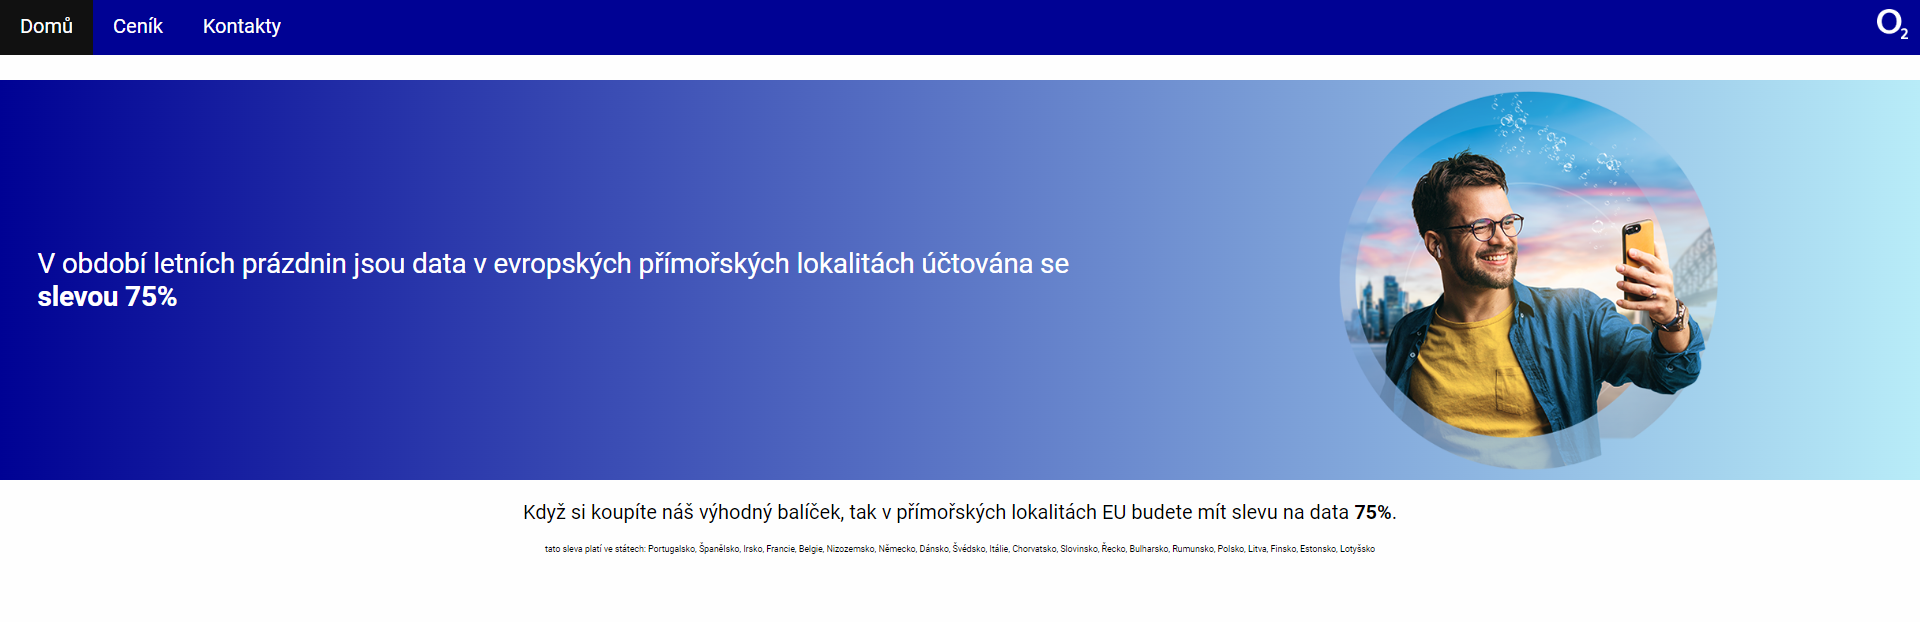 Domů Ceník Kontakty O2
V období letních prázdnin jsou data v evropských přímořských lokalitách účtována se
slevou 75%
Když si koupíte náš výhodný balíček, tak v přímořských lokalitách EU budete mít slevu na data 75%.
tato sleva platí ve státech: Portugalsko, Španělsko, Irsko, Francie, Belgie, Nizozemsko, Německo, Dánsko, Švédsko, Itálie, Chorvatsko, Slovinsko, Řecko, Bulharsko, Rumunsko, Polsko, Litva, Finsko, Estonsko, Lotyšsko